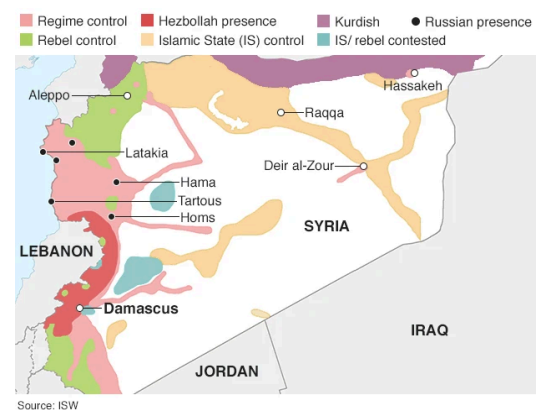 Regime control
Hezbollah presence
Kurdish
Russian presence
Rebel control
Islamic State (IS) control
IS/ rebel contested
Hassakeh
Aleppo
Raqqa
Latakia
Deir al-Zour
Hama
Tartous
Homs
SYRIA
LEBANON
Damascus
IRAQ
JORDAN
Source: ISW